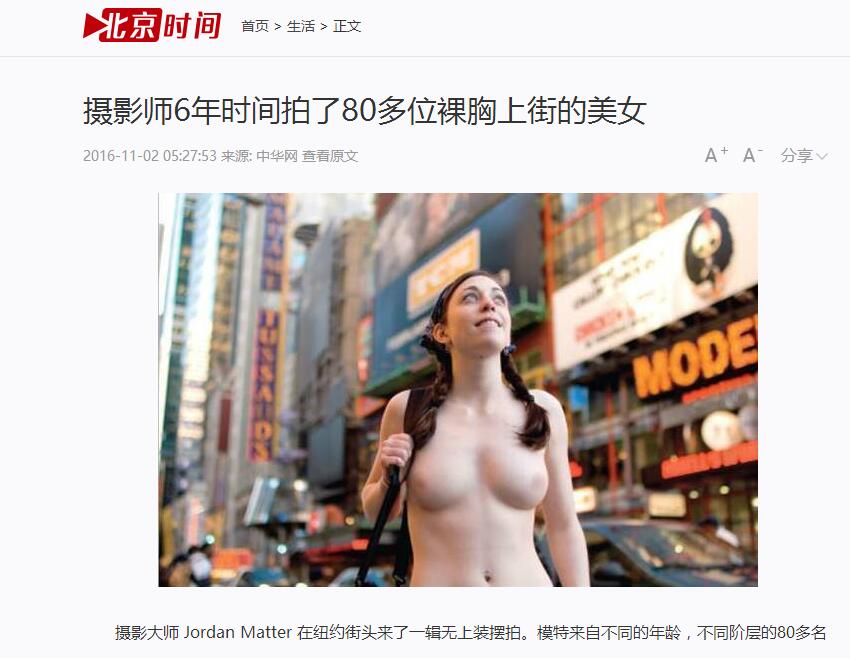 北京时间
首页 > 生活 > 正文
摄影师6年时间拍了80多位裸胸上街的美女
2016-11-02 05:27:53 来源: 中华网 查看原文
A+ A- 分享
MADAME TUSSAUDS
MODE
摄影大师 Jordan Matter 在纽约街头来了一辑无上装摆拍。模特来自不同的年龄，不同阶层的80多名